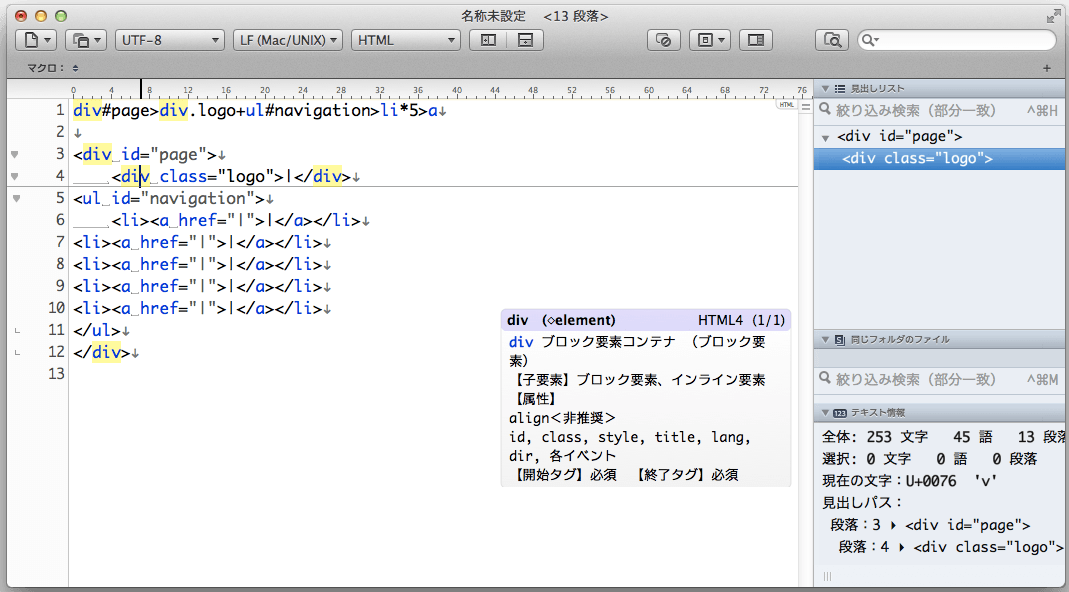 名称未設定 <13 段落>
UTF-8 LF (Mac/UNIX) HTML
マクロ：
0 4 8 12 16 20 24 28 32 36 40 44 48 52 56 60 64 68 72 76
HTML
1 div#page>div.logo+ul#navigation>li*5>a↓
2 ↓
3 <div id="page">↓
4 <div class="logo">|</div>↓
5 <ul id="navigation">↓
6 <li><a href="|">|</a></li>↓
7 <li><a href="|">|</a></li>↓
8 <li><a href="|">|</a></li>↓
9 <li><a href="|">|</a></li>↓
10 <li><a href="|">|</a></li>↓
11 </ul>↓
12 </div>↓
13
div (◇element) HTML4 (1/1)
div ブロック要素コンテナ （ブロック要
素）
【子要素】ブロック要素、インライン要素
【属性】
align＜非推奨＞
id, class, style, title, lang,
dir, 各イベント
【開始タグ】必須 【終了タグ】必須
見出しリスト
絞り込み検索（部分一致） ^⌘H
<div id="page">
<div class="logo">
同じフォルダのファイル
絞り込み検索（部分一致） ^⌘M
123 テキスト情報
全体: 253 文字 45 語 13 段落
選択: 0 文字 0 語 0 段落
現在の文字：U+0076 'v'
見出しパス：
段落：3 ▸ <div id="page">
段落：4 ▸ <div class="logo">